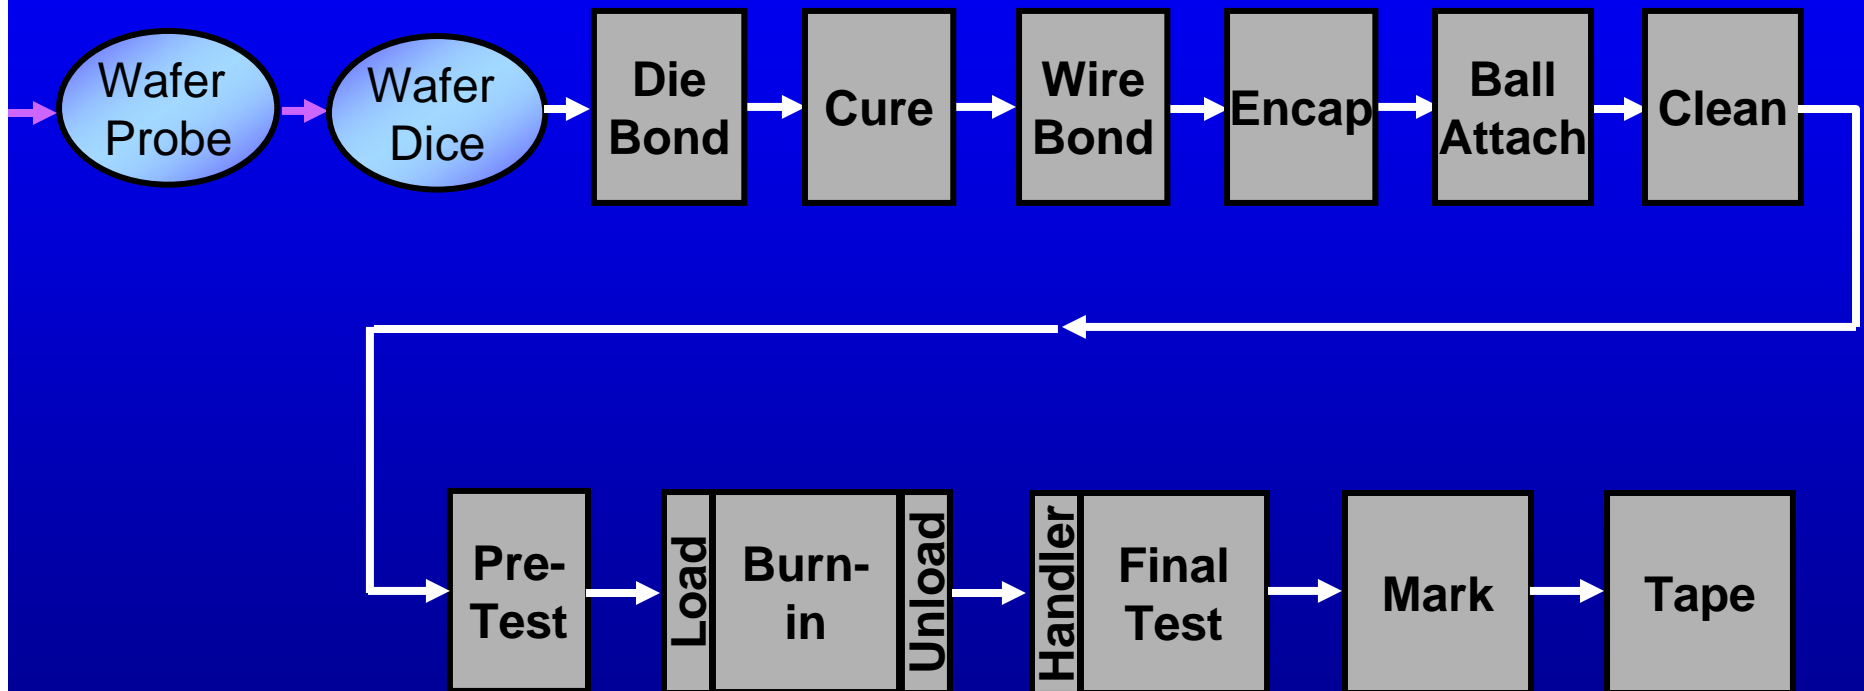 Wafer
Probe
Wafer
Dice
Die
Bond
Cure
Wire
Bond
Encap
Ball
Attach
Clean
Pre-
Test
Load
Burn-
in
Unload
Handler
Final
Test
Mark
Tape